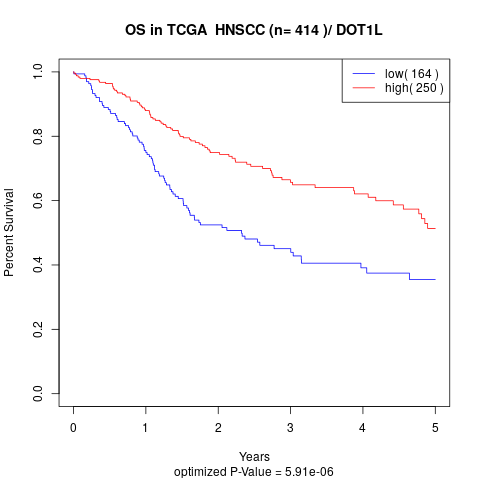 OS in TCGA  HNSCC (n= 414 )/ DOT1L
low( 164 )
high( 250 )
Percent Survival
1.0
0.8
0.6
0.4
0.2
0.0
0 1 2 3 4 5
Years
optimized P-Value = 5.91e-06